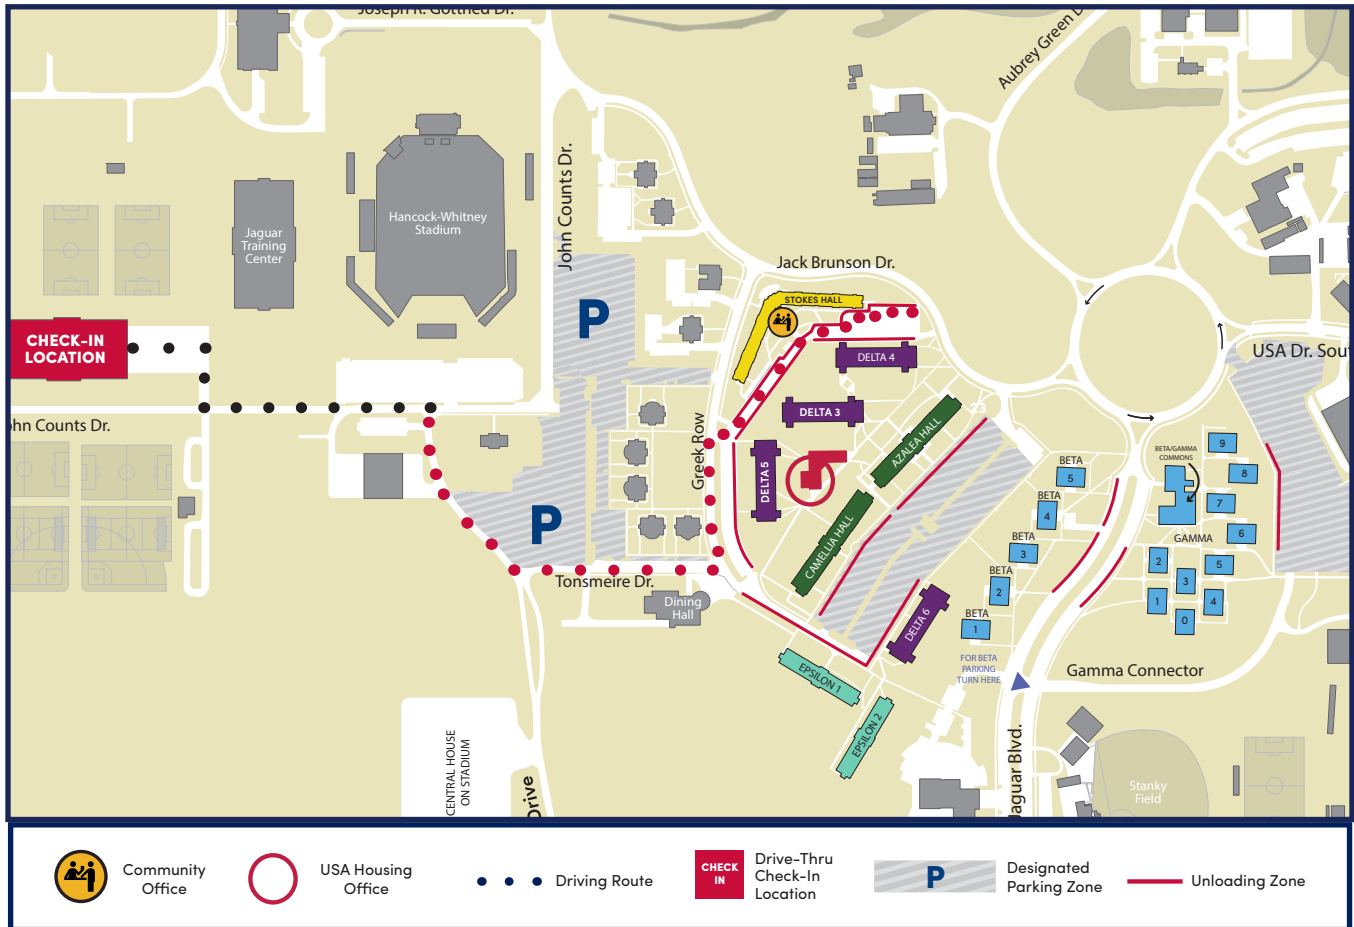 Joseph R. Gottfried Dr.
Aubrey Green D
John Counts Dr.
Hancock-Whitney
Stadium
Jaguar
Training
Center
Jack Brunson Dr.
STOKES HALL
P
CHECK-IN
LOCATION
DELTA 4
USA Dr. Sou
DELTA 3
23
ohn Counts Dr.
Greek Row
AZALEA HALL
DELTA 5
BETA
5
BETA
4
BETA/GAMMA
COMMONS
9
8
7
6
GAMMA
P
CAMELLIA HALL
BETA
3
BETA
2
BETA
1
2
5
3
1
4
0
Tonsmeire Dr.
Dining
Hall
DELTA 6
EPSILON 1
EPSILON 2
FOR BETA
PARKING
TURN HERE
Gamma Connector
Jaguar Blvd.
Stanky
Field
CENTRAL HOUSE
ON STADIUM
Drive
Community
Office
USA Housing
Office
Driving Route
CHECK
IN
Drive-Thru
Check-In
Location
P
Designated
Parking Zone
Unloading Zone